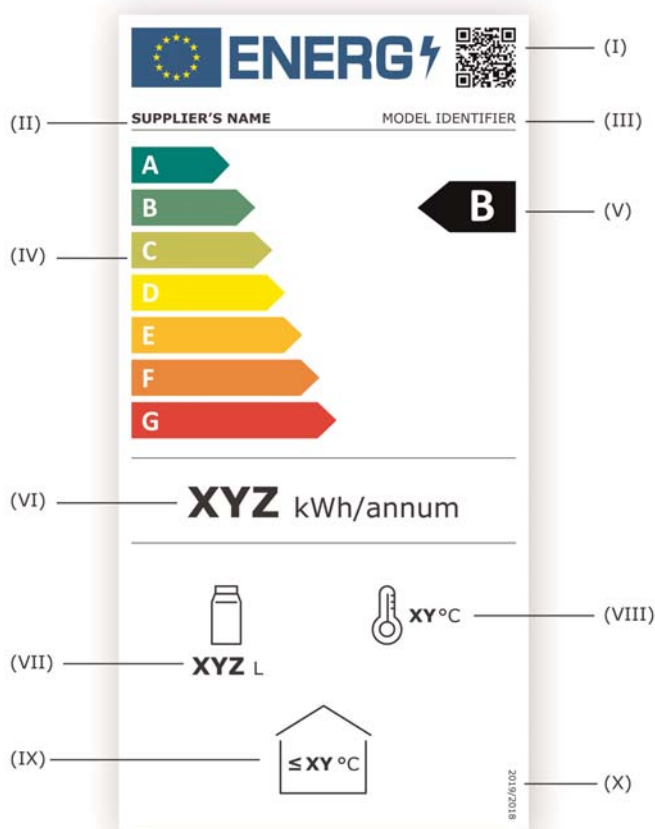 ENERG
(I)
(II)
SUPPLIER'S NAME
MODEL IDENTIFIER
(III)
A
B
B
(V)
(IV)
C
D
E
F
G
(VI)
XYZ kWh/annum
XY°C
(VIII)
(VII)
XYZ L
(IX)
≤ XY °C
2019/2018
(X)